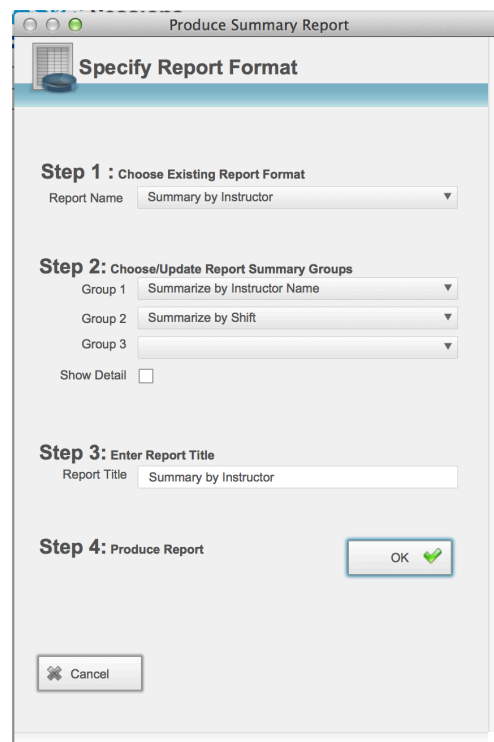 Produce Summary Report
Specify Report Format
Step 1 : Choose Existing Report Format
Report Name Summary by Instructor
Step 2: Choose/Update Report Summary Groups
Group 1 Summarize by Instructor Name
Group 2 Summarize by Shift
Group 3
Show Detail
Step 3: Enter Report Title
Report Title Summary by Instructor
Step 4: Produce Report
OK
Cancel